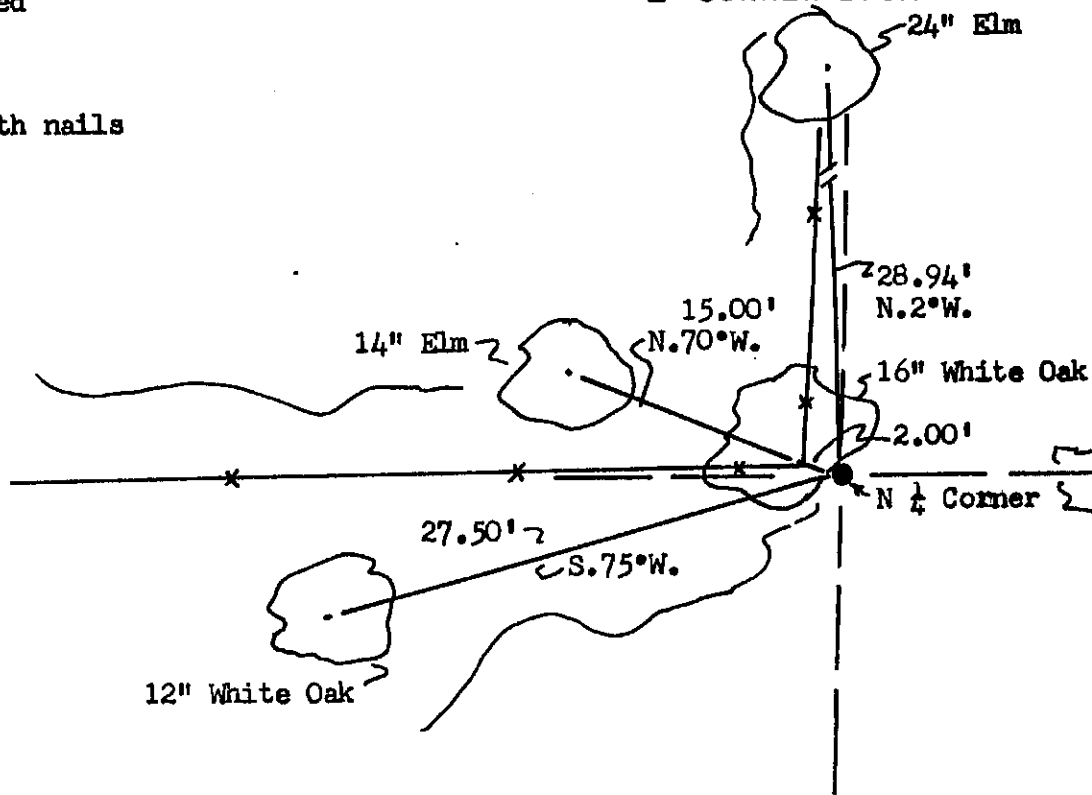 ed
24" Elm
th nails
28.94'
N.2°W.
15.00'
N.70°W.
14" Elm
16" White Oak
2.00'
N ¼ Corner
27.50'
S.75°W.
12" White Oak